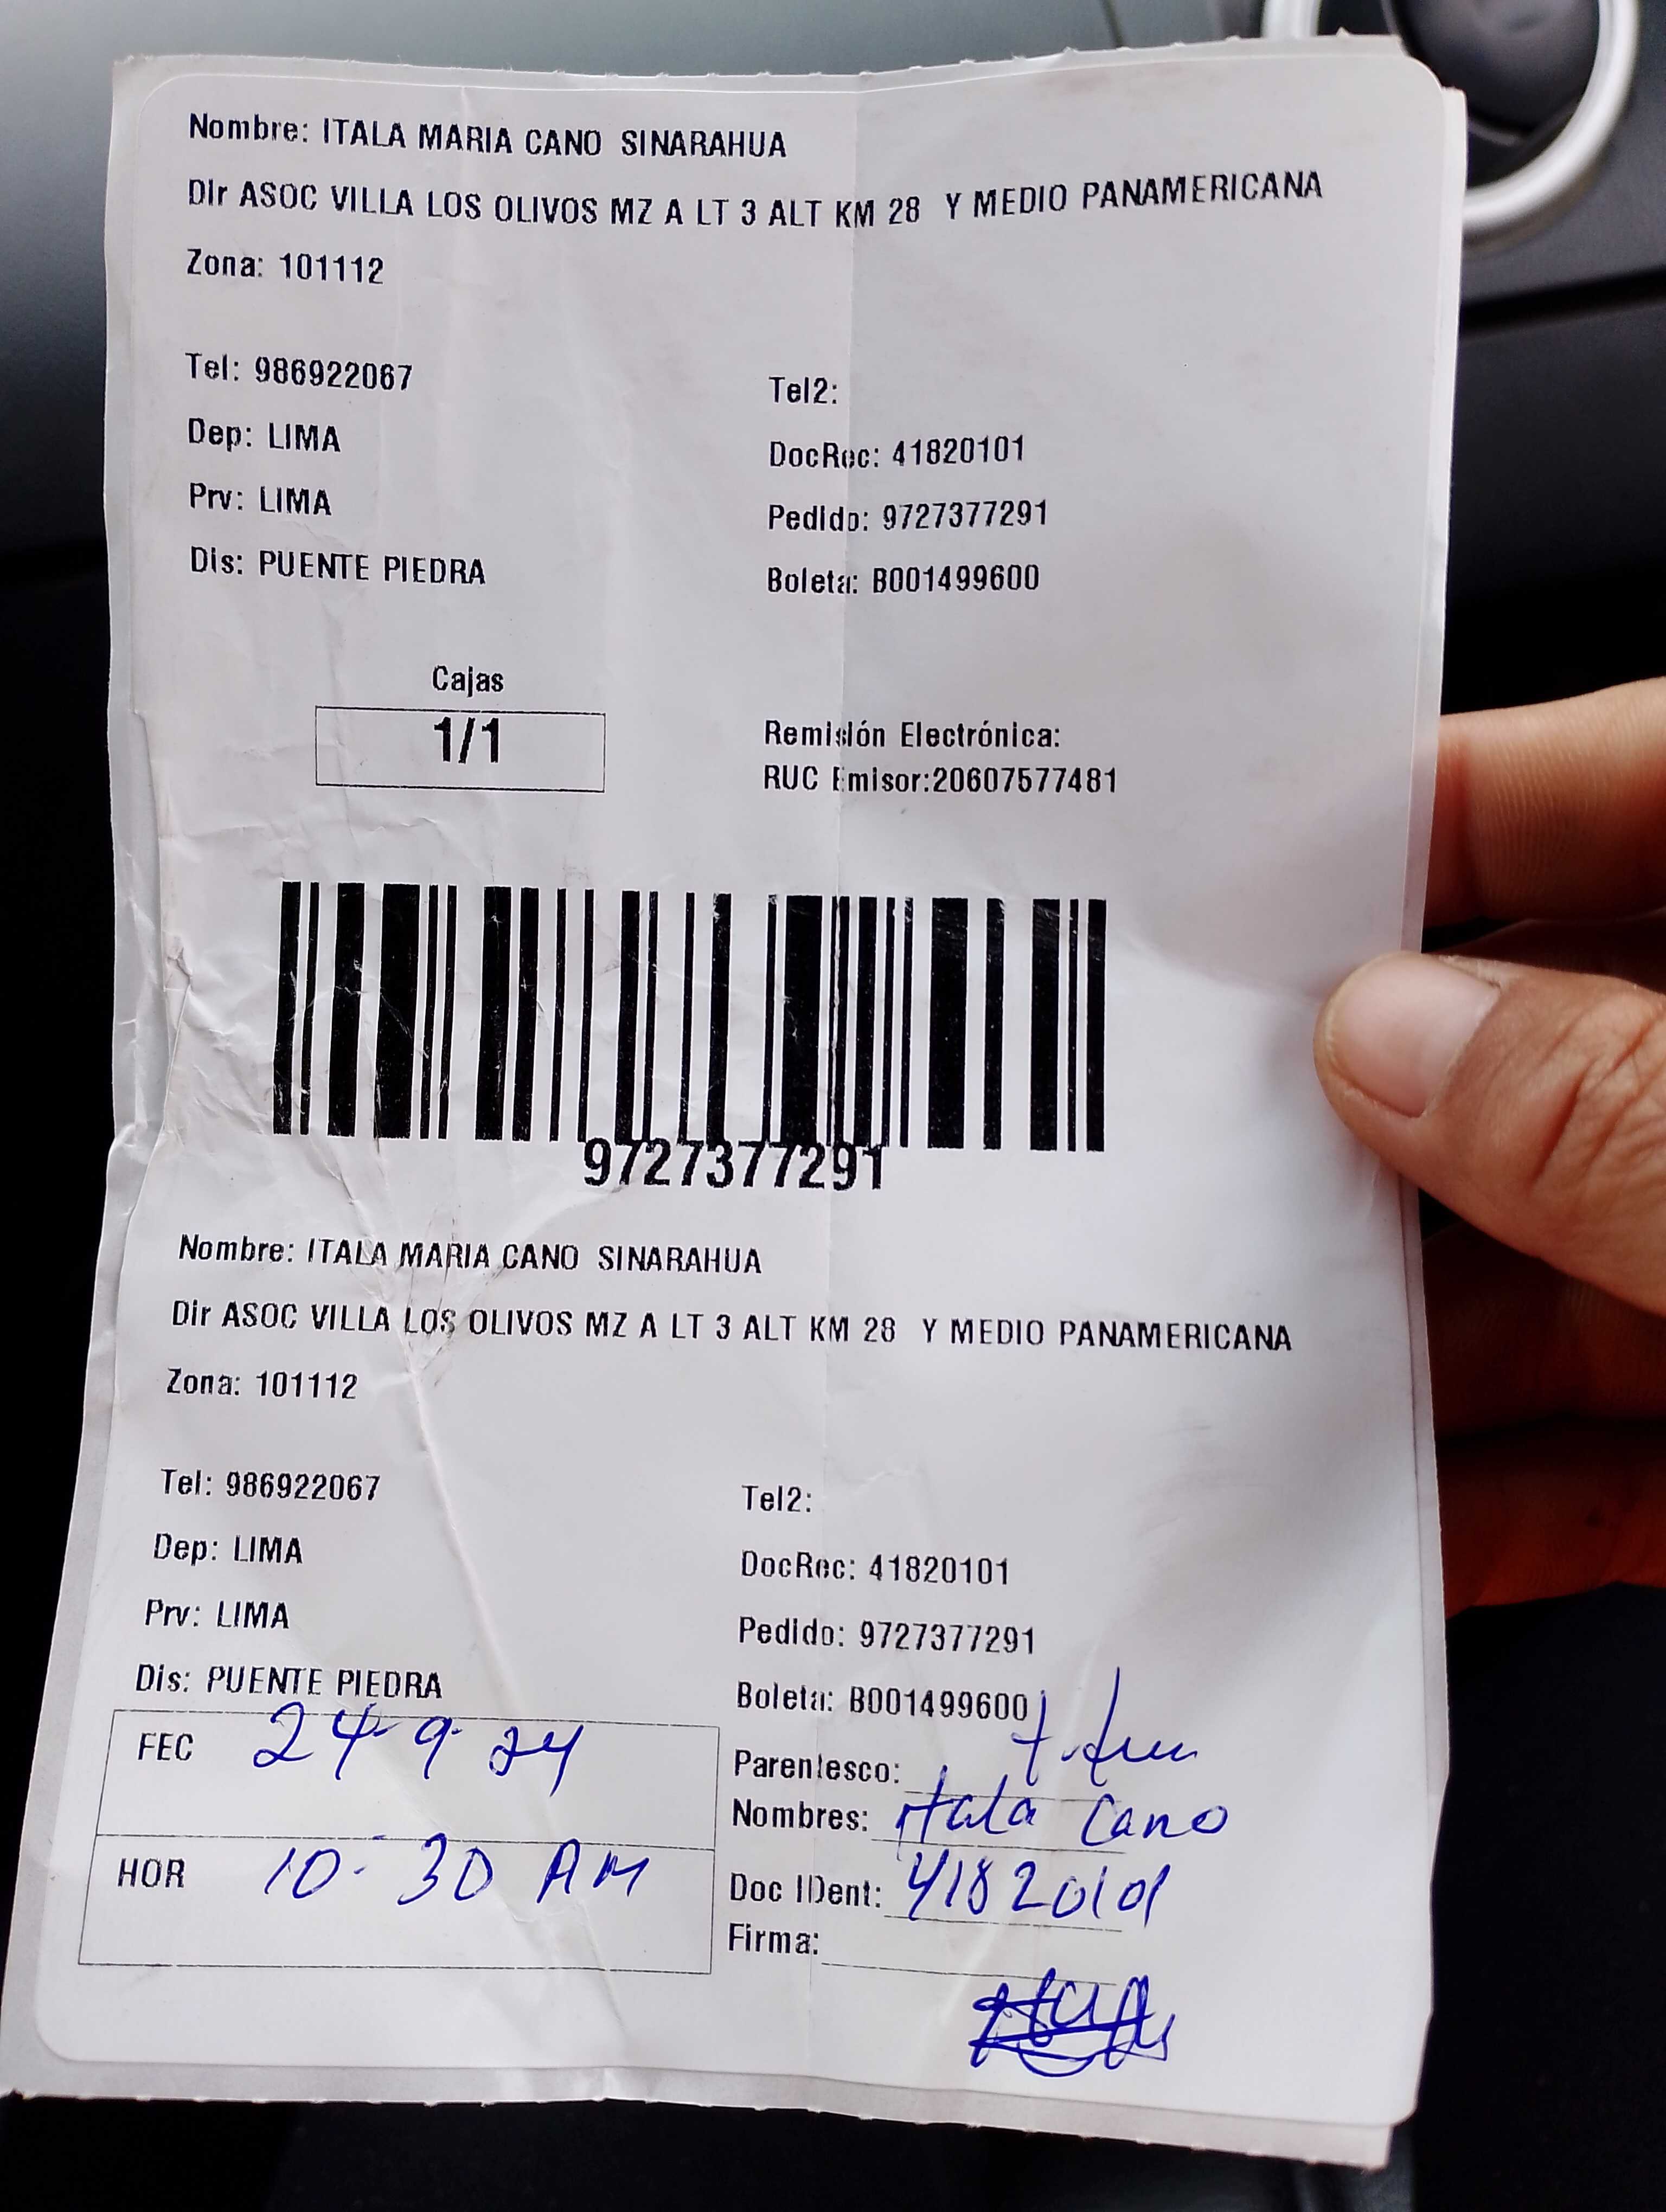 Nombre: ITALA MARIA CANO SINARAHUA
Dir ASOC VILLA LOS OLIVOS MZ A LT 3 ALT KM 28 Y MEDIO PANAMERICANA
Zona: 101112
Tel: 986922067
Tel2:
Dep: LIMA
DocRec: 41820101
Prv: LIMA
Pedido: 9727377291
Dis: PUENTE PIEDRA
Boleta: B001499600
Cajas
1/1
Remisión Electrónica:
RUC Emisor:20607577481
9727377291
Nombre: ITALA MARIA CANO SINARAHUA
Dir ASOC VILLA LOS OLIVOS MZ A LT 3 ALT KM 28 Y MEDIO PANAMERICANA
Zona: 101112
Tel: 986922067
Tel2:
Dep: LIMA
DocRec: 41820101
Prv: LIMA
Pedido: 9727377291
Dis: PUENTE PIEDRA
Boleta: B001499600
FEC 24-9-24
Parentesco:
Nombres: Itala Cano
HOR 10:30 AM
Doc IDent: 41820101
Firma: